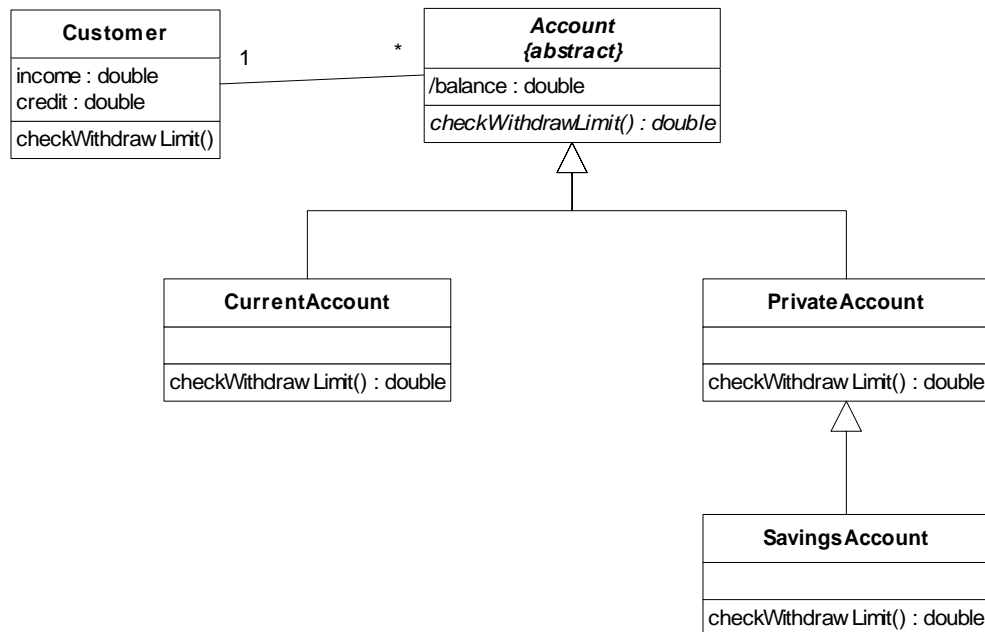 Customer
income : double
credit : double
checkWithdraw Limit()
1
*
Account
{abstract}
/balance : double
checkWithdrawLimit() : double
CurrentAccount
checkWithdraw Limit() : double
PrivateAccount
checkWithdraw Limit() : double
SavingsAccount
checkWithdraw Limit() : double